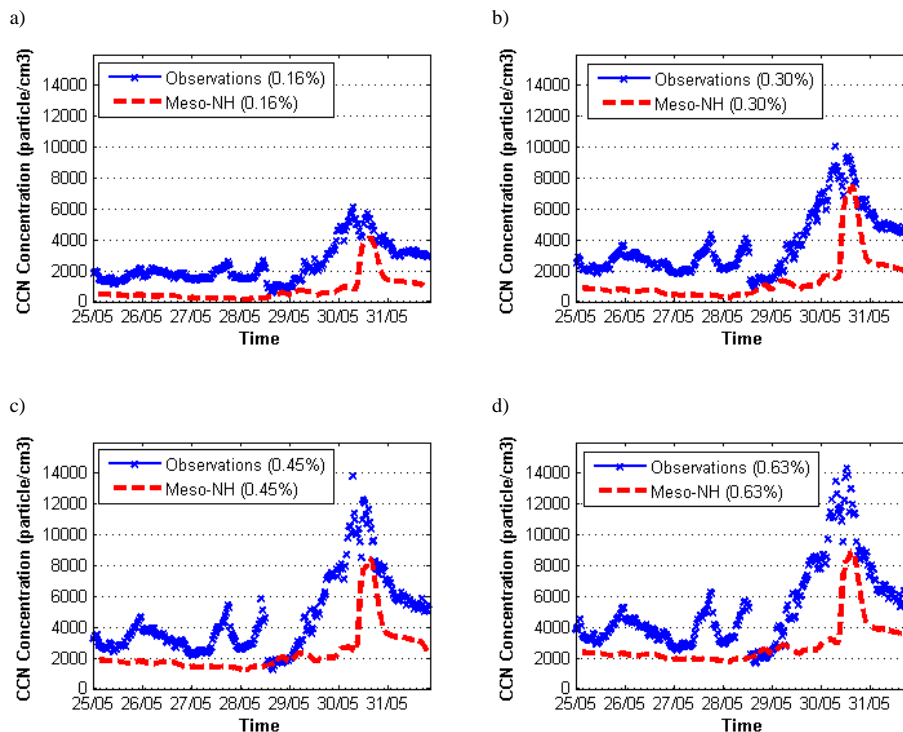 a)
Observations (0.16%)
Meso-NH (0.16%)
CCN Concentration (particle/cm3)
14000
12000
10000
8000
6000
4000
2000
0
25/05 26/05 27/05 28/05 29/05 30/05 31/05
Time
b)
Observations (0.30%)
Meso-NH (0.30%)
CCN Concentration (particle/cm3)
14000
12000
10000
8000
6000
4000
2000
0
25/05 26/05 27/05 28/05 29/05 30/05 31/05
Time
c)
Observations (0.45%)
Meso-NH (0.45%)
CCN Concentration (particle/cm3)
14000
12000
10000
8000
6000
4000
2000
0
25/05 26/05 27/05 28/05 29/05 30/05 31/05
Time
d)
Observations (0.63%)
Meso-NH (0.63%)
CCN Concentration (particle/cm3)
14000
12000
10000
8000
6000
4000
2000
0
25/05 26/05 27/05 28/05 29/05 30/05 31/05
Time